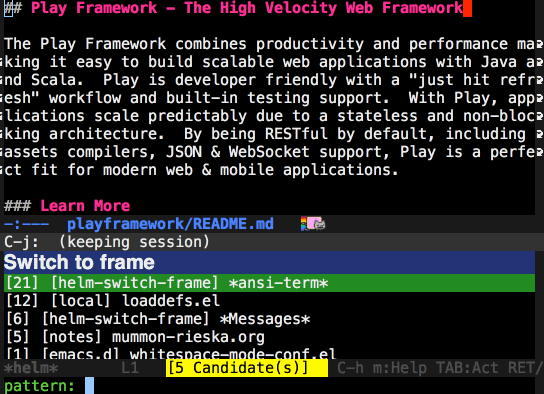 ## Play Framework - The High Velocity Web Framework
The Play Framework combines productivity and performance ma
king it easy to build scalable web applications with Java a
nd Scala.  Play is developer friendly with a "just hit refr
esh" workflow and built-in testing support.  With Play, app
lications scale predictably due to a stateless and non-bloc
king architecture.  By being RESTful by default, including
assets compilers, JSON & WebSocket support, Play is a perfe
ct fit for modern web & mobile applications.
### Learn More
-:---  playframework/README.md
C-j:  (keeping session)
Switch to frame
[21] [helm-switch-frame] *ansi-term*
[12] [local] loaddefs.el
[6] [helm-switch-frame] *Messages*
[5] [notes] mummon-rieska.org
[1] [emacs.d] whitespace-mode-conf.el
*helm*       L1   [5 Candidate(s)]   C-h m:Help TAB:Act RET/
pattern: